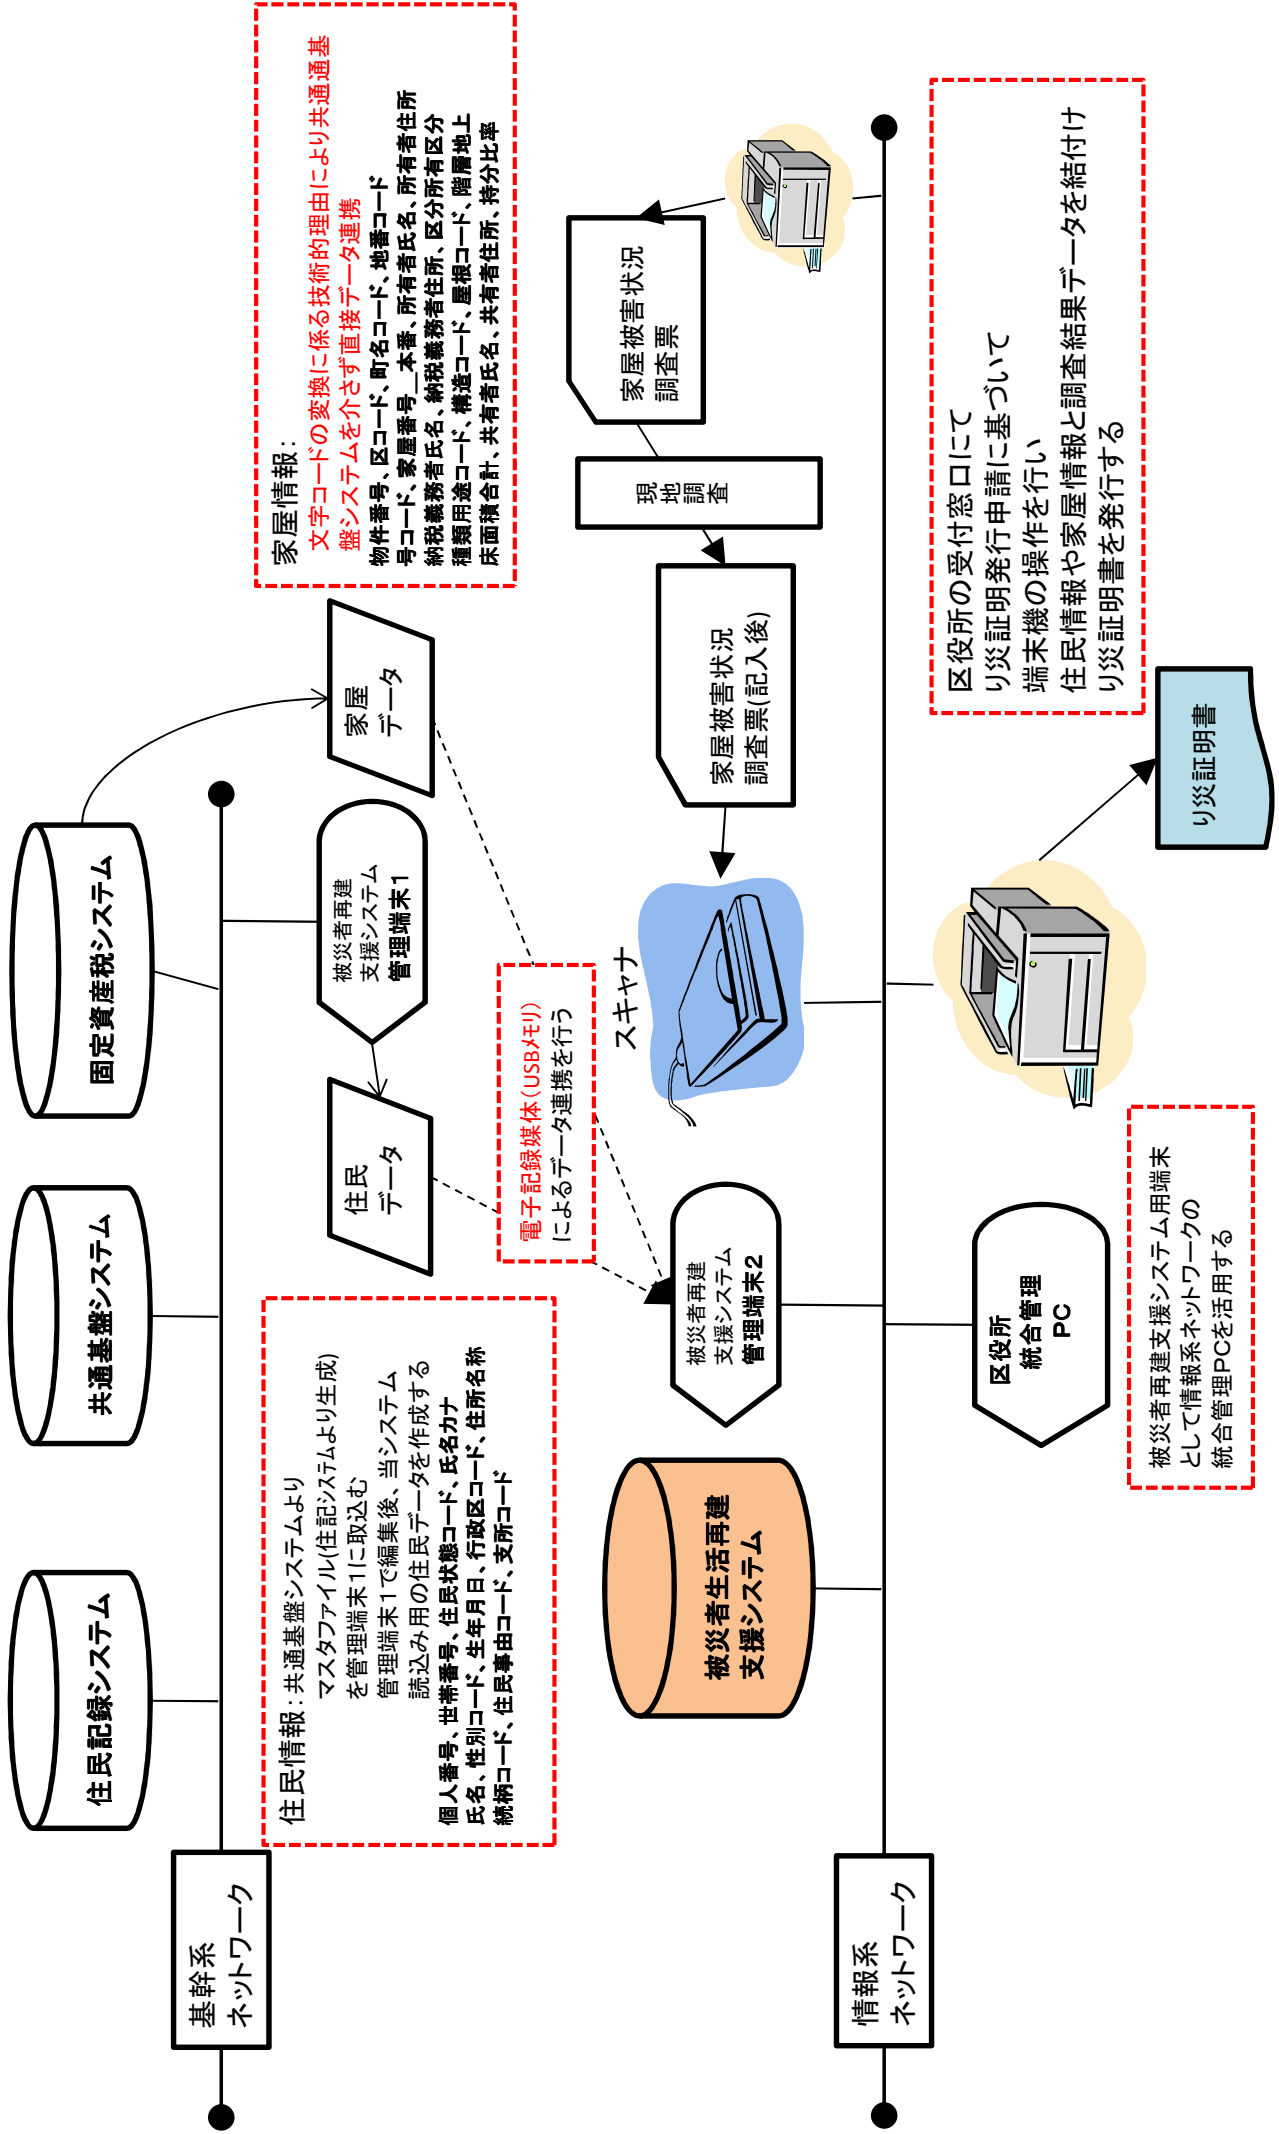 住民記録システム
共通基盤システム
固定資産税システム
基幹系
ネットワーク
住民情報：共通基盤システムより
マスタファイル(住記システムより生成)
を管理端末1に取込む
管理端末１で編集後、当システム
読込み用の住民データを作成する
個人番号、世帯番号、住民状態コード、氏名カナ
氏名、性別コード、生年月日、行政区コード、住所名称
続柄コード、住民事由コード、支所コード
住民
データ
被災者再建
支援システム
管理端末１
家屋
データ
家屋情報：
文字コードの変換に係る技術的理由により共通通基
盤システムを介さず直接データ連携
物件番号、区コード、町名コード、地番コード
号コード、家屋番号＿本番、所有者氏名、所有者住所
納税義務者氏名、納税義務者住所、区分所有区分
種類用途コード、構造コード、屋根コード、階層地上
床面積合計、共有者氏名、共有者住所、持分比率
電子記録媒体（USBメモリ）
によるデータ連携を行う
被災者生活再建
支援システム
被災者再建
支援システム
管理端末2
スキャナ
家屋被害状況
調査票(記入後)
現地
調査
家屋被害状況
調査票
情報系
ネットワーク
区役所
統合管理
PC
被災者再建支援システム用端末
として情報系ネットワークの
統合管理PCを活用する
り災証明書
区役所の受付窓口にて
り災証明発行申請に基づいて
端末機の操作を行い
住民情報や家屋情報と調査結果データを結付け
り災証明書を発行する